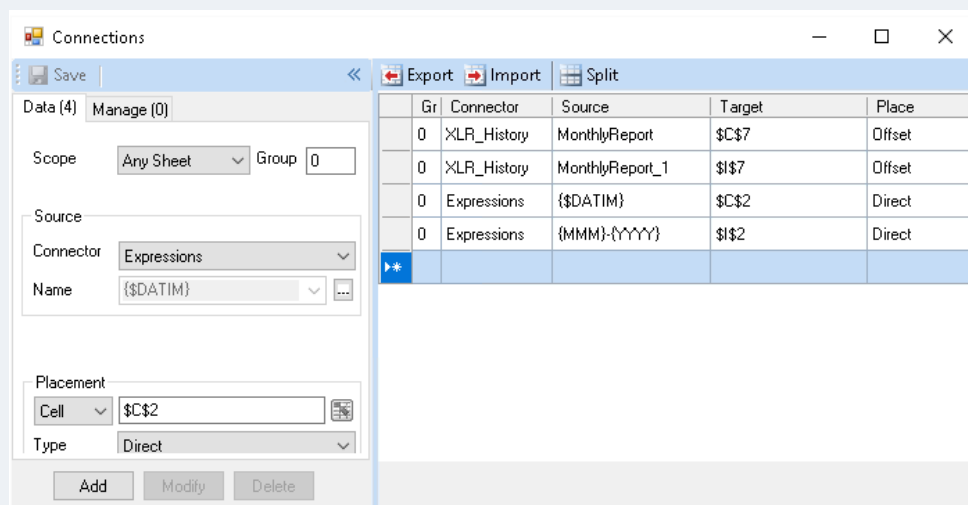 Connections
Save
Export Import Split
Data (4) Manage (0)
Scope Any Sheet Group 0
Source
Connector Expressions
Name {$DATIM} ...
Placement
Cell $C$2
Type Direct
Add Modify Delete
Gr Connector Source Target Place
0 XLR_History MonthlyReport $C$7 Offset
0 XLR_History MonthlyReport_1 $I$7 Offset
0 Expressions {$DATIM} $C$2 Direct
0 Expressions {MMM}-{YYYY} $I$2 Direct